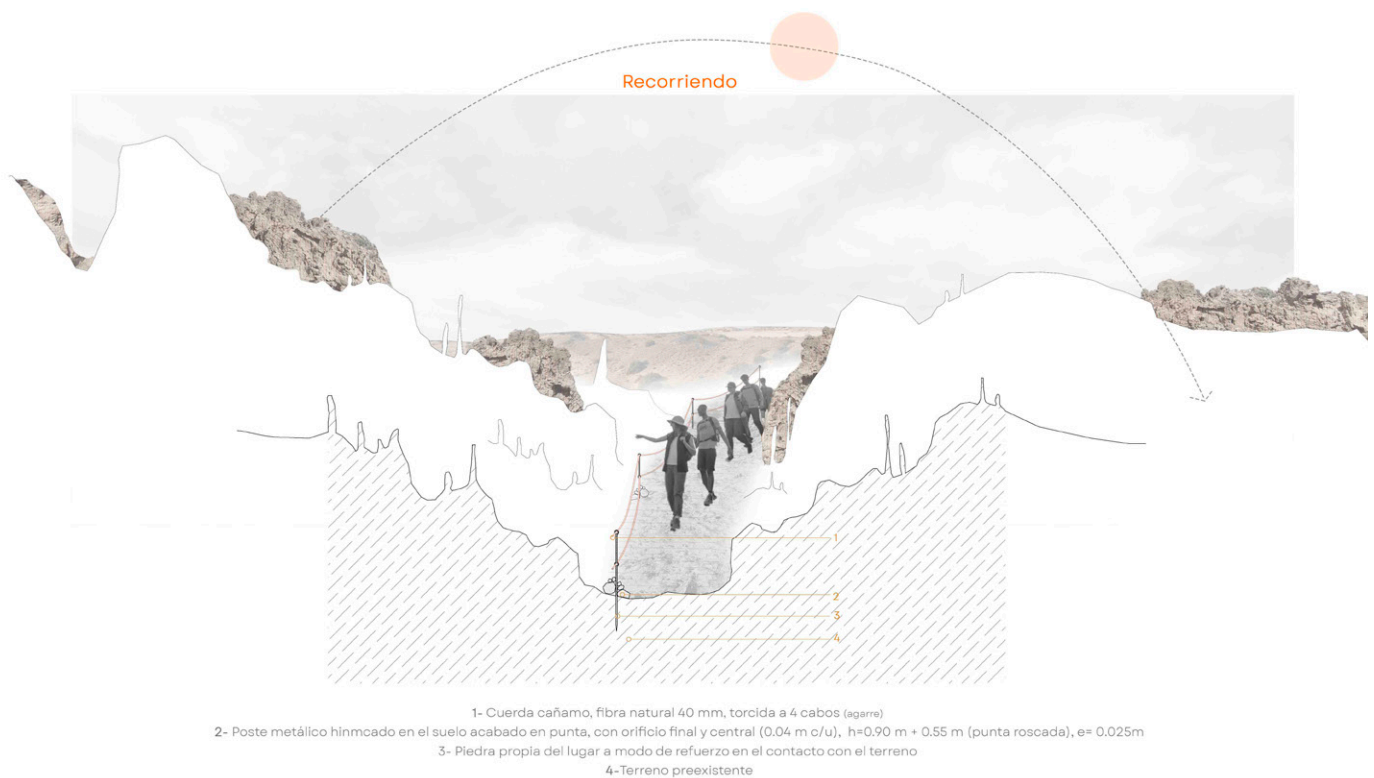 Recorriendo
1
2
3
4
1- Cuerda cañamo, fibra natural 40 mm, torcida a 4 cabos (agarre)
2- Poste metálico hinmcado en el suelo acabado en punta, con orificio final y central (0.04 m c/u), h=0.90 m + 0.55 m (punta roscada), e= 0.025m
3- Piedra propia del lugar a modo de refuerzo en el contacto con el terreno
4-Terreno preexistente